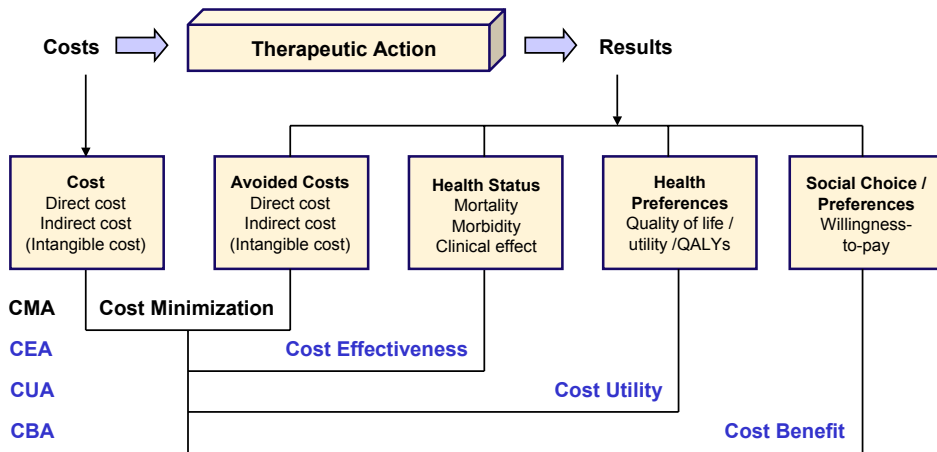 Costs
Therapeutic Action
Results
Cost
Direct cost
Indirect cost
(Intangible cost)
Avoided Costs
Direct cost
Indirect cost
(Intangible cost)
Health Status
Mortality
Morbidity
Clinical effect
Health
Preferences
Quality of life /
utility /QALYs
Social Choice /
Preferences
Willingness-
to-pay
CMA
Cost Minimization
CEA
Cost Effectiveness
CUA
Cost Utility
CBA
Cost Benefit